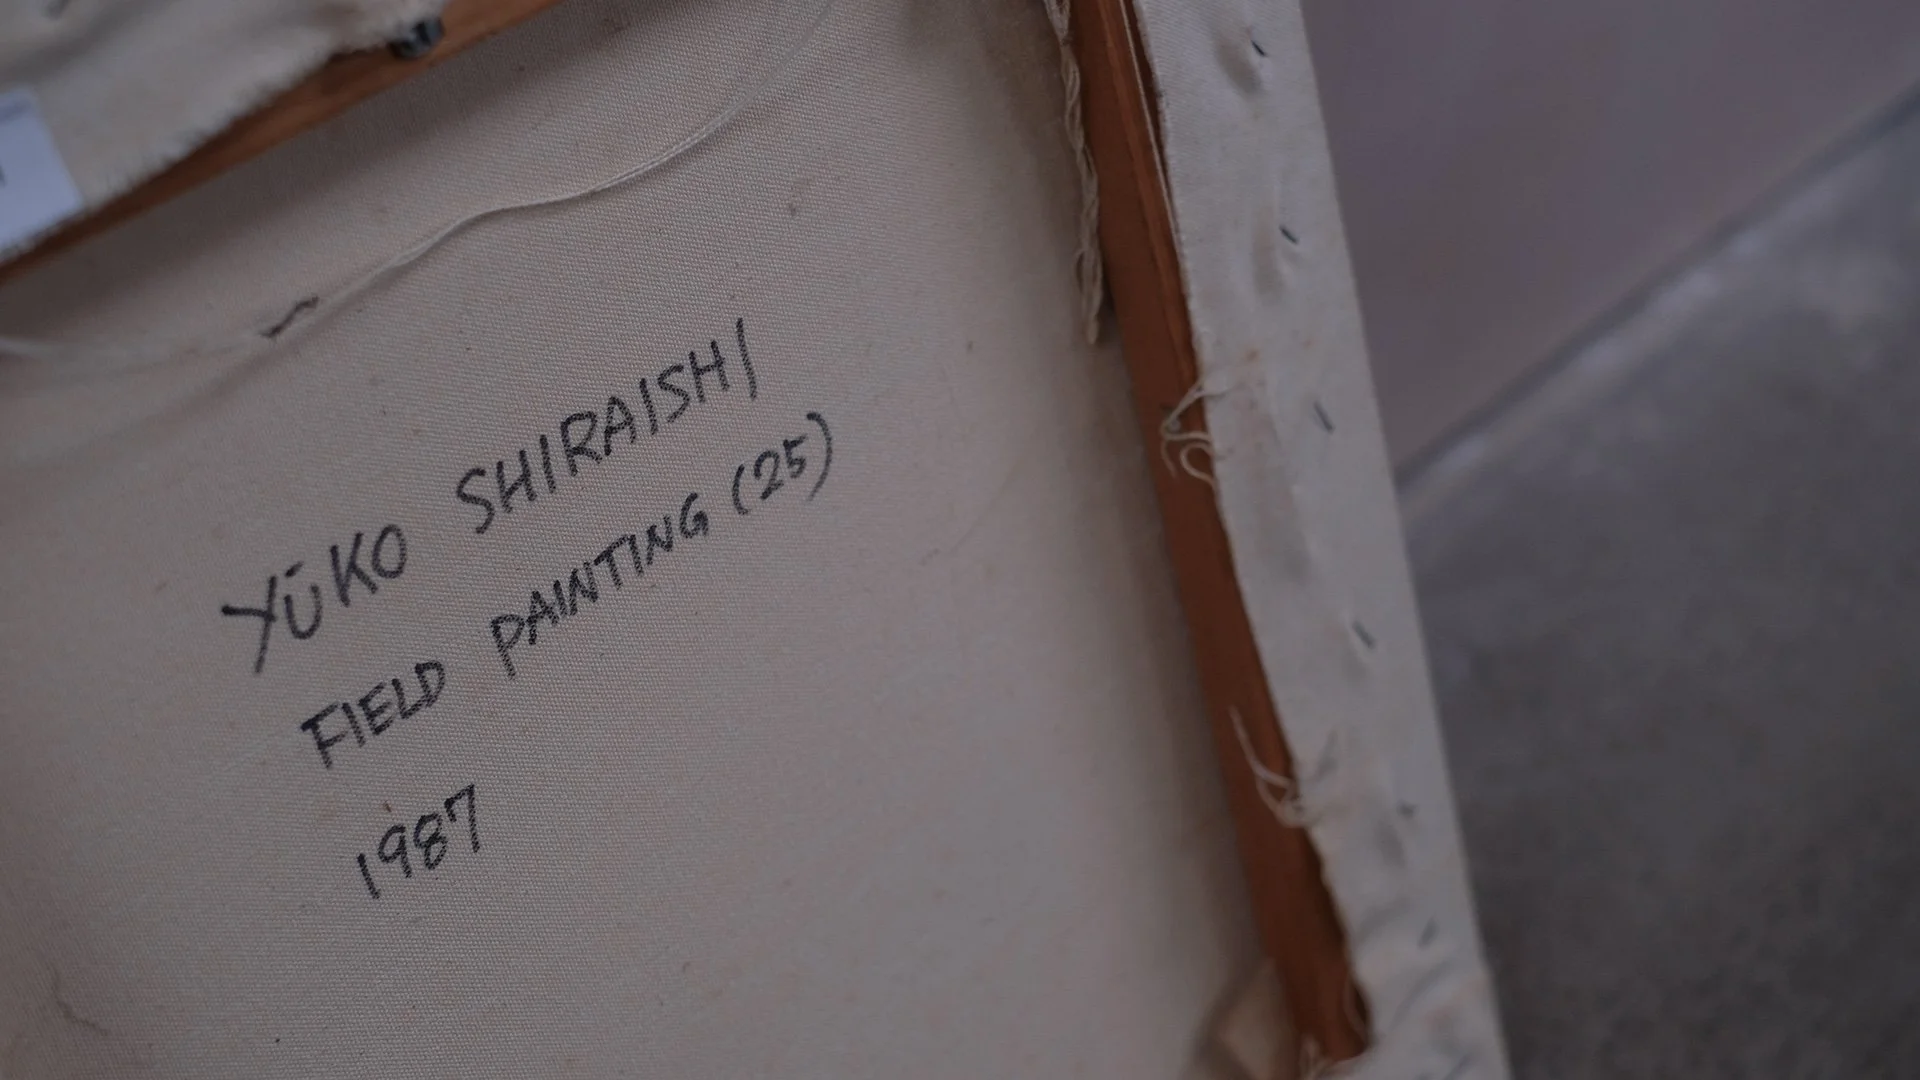 YŪKO SHIRAISHI
FIELD PAINTING (25)
1987